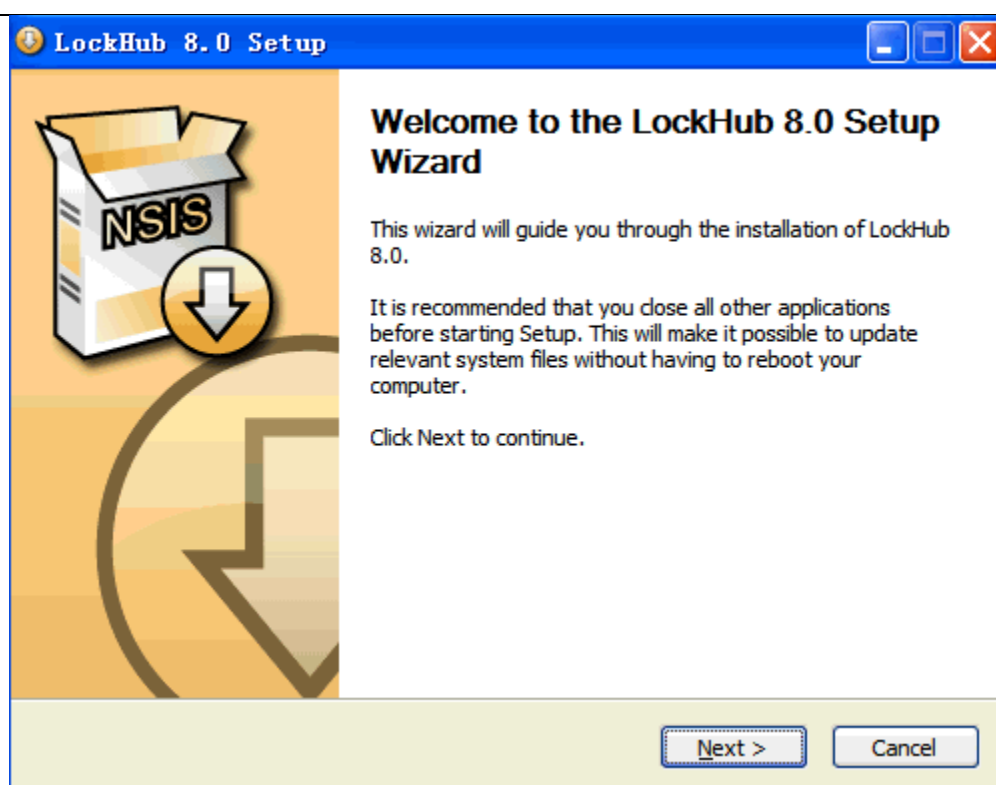 LockHub 8.0 Setup
NSIS
Welcome to the LockHub 8.0 Setup
Wizard
This wizard will guide you through the installation of LockHub
8.0.
It is recommended that you close all other applications
before starting Setup. This will make it possible to update
relevant system files without having to reboot your
computer.
Click Next to continue.
Next >
Cancel